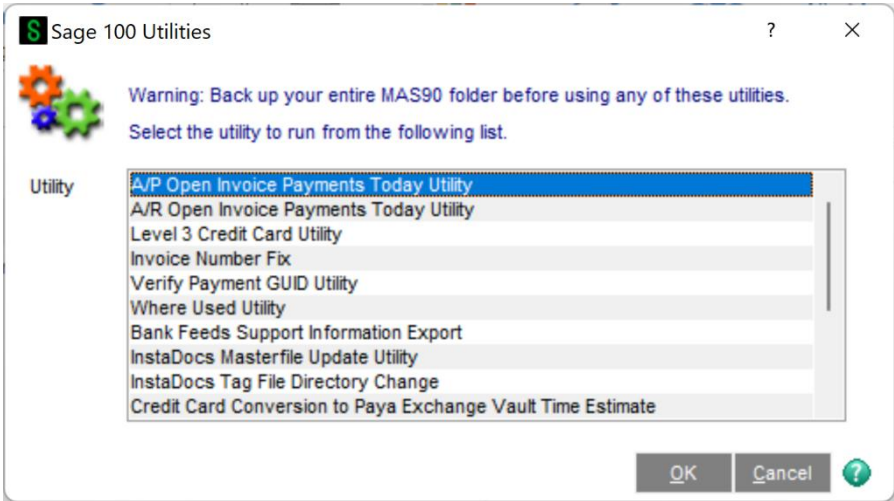 S Sage 100 Utilities ? ×
Warning: Back up your entire MAS90 folder before using any of these utilities.
Select the utility to run from the following list.
Utility
A/P Open Invoice Payments Today Utility
A/R Open Invoice Payments Today Utility
Level 3 Credit Card Utility
Invoice Number Fix
Verify Payment GUID Utility
Where Used Utility
Bank Feeds Support Information Export
InstaDocs Masterfile Update Utility
InstaDocs Tag File Directory Change
Credit Card Conversion to Paya Exchange Vault Time Estimate
OK Cancel ?